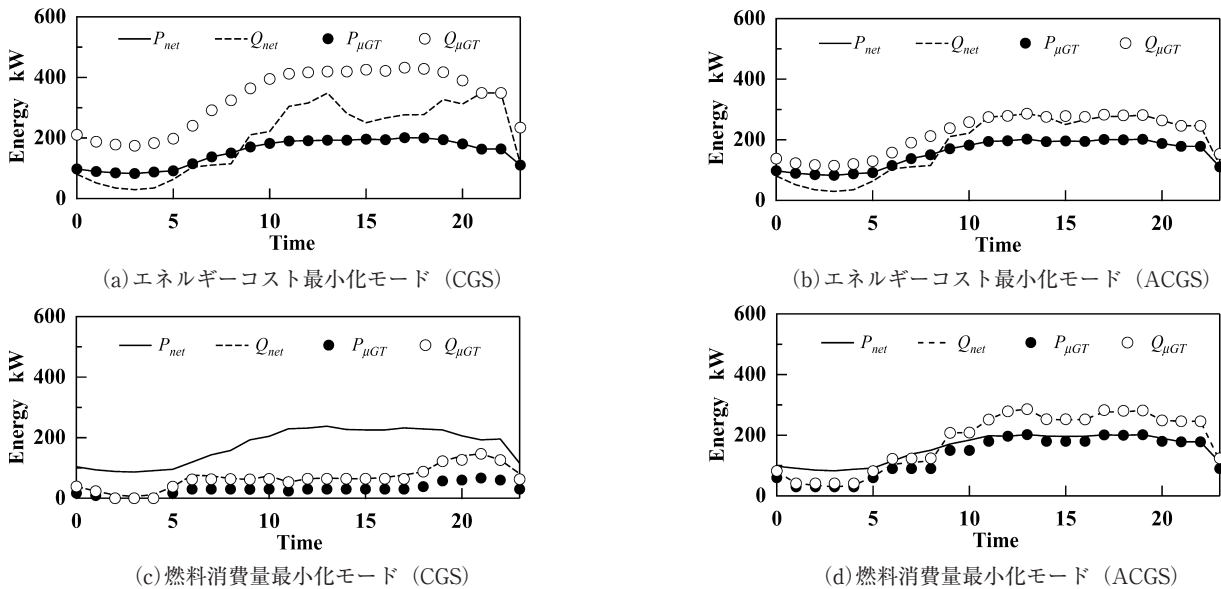 600
400
200
0
Energy kW
P_net Q_net P_μGT Q_μGT
0 5 10 15 20
Time
(a)エネルギーコスト最小化モード（CGS）
600
400
200
0
Energy kW
P_net Q_net P_μGT Q_μGT
0 5 10 15 20
Time
(b)エネルギーコスト最小化モード（ACGS）
600
400
200
0
Energy kW
P_net Q_net P_μGT Q_μGT
0 5 10 15 20
Time
(c)燃料消費量最小化モード（CGS）
600
400
200
0
Energy kW
P_net Q_net P_μGT Q_μGT
0 5 10 15 20
Time
(d)燃料消費量最小化モード（ACGS）